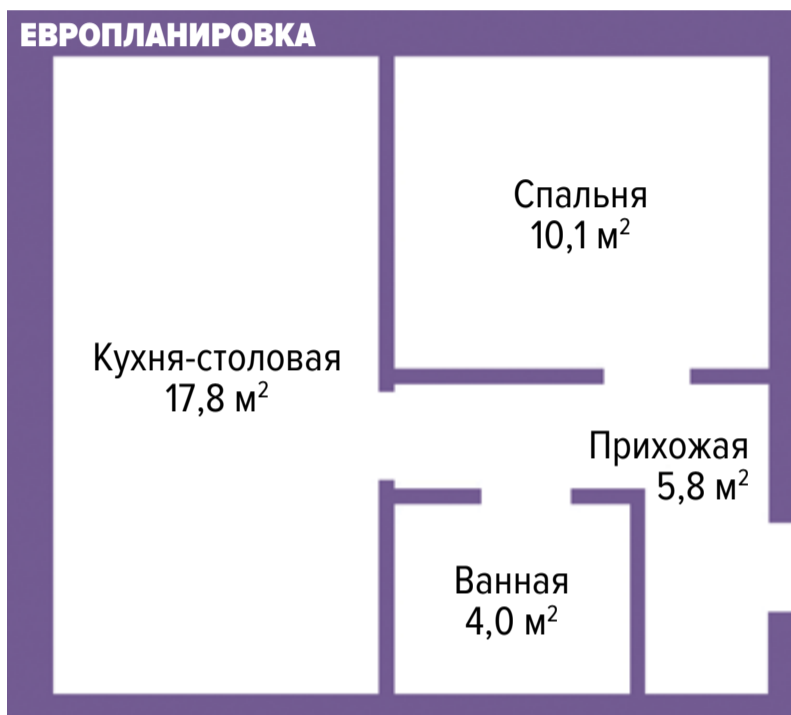 ЕВРОПЛАНИРОВКА
Спальня
10,1 м²
Кухня-столовая
17,8 м²
Прихожая
5,8 м²
Ванная
4,0 м²